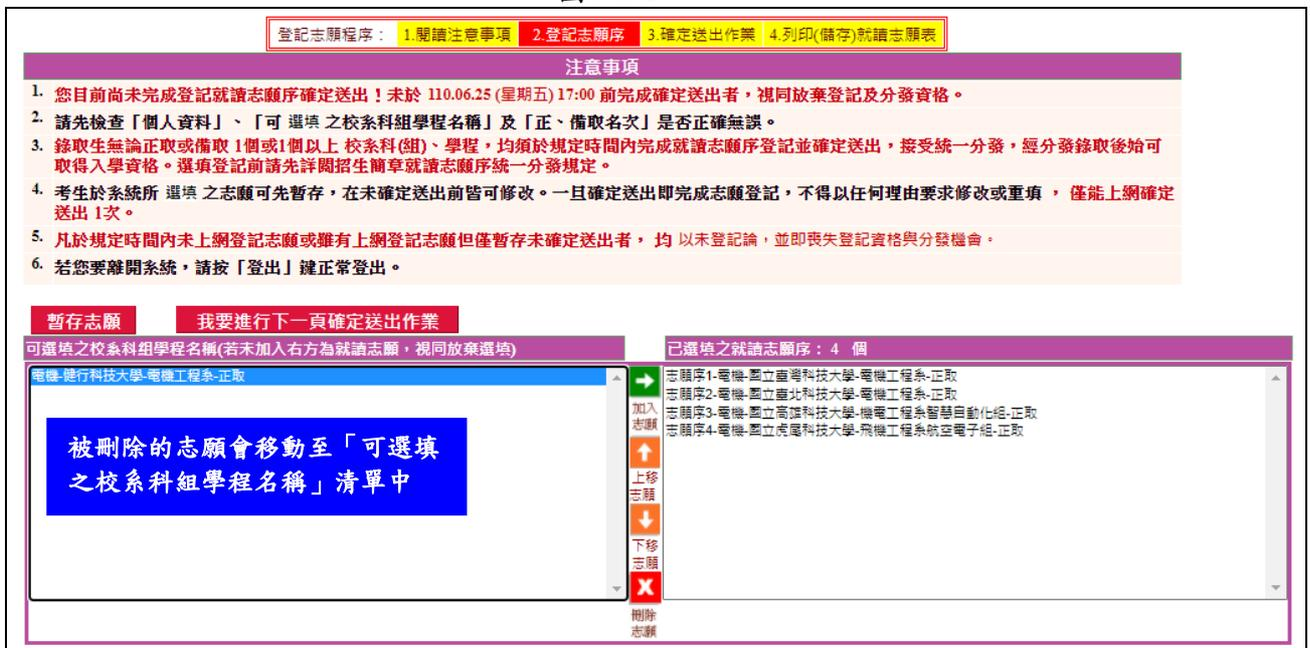 登記志願程序： 1.閱讀注意事項 2.登記志願序 3.確定送出作業 4.列印(儲存)就讀志願表
注意事項
1. 您目前尚未完成登記就讀志願序確定送出！未於 110.06.25 (星期五) 17:00 前完成確定送出者，視同放棄登記及分發資格。
2. 請先檢查「個人資料」、「可 選填 之校系科組學程名稱」及「正、備取名次」是否正確無誤。
3. 錄取生無論正取或備取 1個或1個以上 校系科(組)、學程，均須於規定時間內完成就讀志願序登記並確定送出，接受統一分發，經分發錄取後始可
取得入學資格。選填登記前請先詳閱招生簡章就讀志願序統一分發規定。
4. 考生於系統所 選填 之志願可先暫存，在未確定送出前皆可修改。一旦確定送出即完成志願登記，不得以任何理由要求修改或重填 ， 僅能上網確定
送出 1次。
5. 凡於規定時間內未上網登記志願或雖有上網登記志願但僅暫存未確定送出者， 均 以未登記論，並即喪失登記資格與分發機會。
6. 若您要離開系統，請按「登出」鍵正常登出。
暫存志願 我要進行下一頁確定送出作業
可選填之校系科組學程名稱(若未加入右方為就讀志願，視同放棄選填)
已選填之就讀志願序： 4 個
電機-健行科技大學-電機工程系-正取
被刪除的志願會移動至「可選填
之校系科組學程名稱」清單中
加入
志願
上移
志願
下移
志願
X
刪除
志願
志願序1-電機-國立臺灣科技大學-電機工程系-正取
志願序2-電機-國立臺北科技大學-電機工程系-正取
志願序3-電機-國立高雄科技大學-機電工程系智慧自動化組-正取
志願序4-電機-國立虎尾科技大學-飛機工程系航空電子組-正取